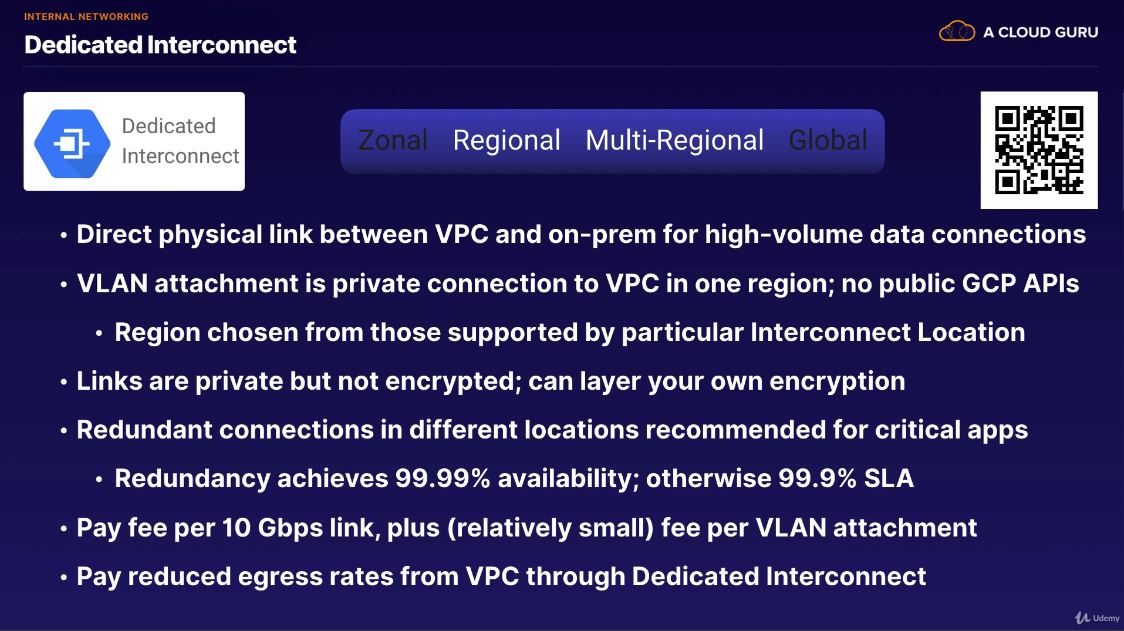 INTERNAL NETWORKING
Dedicated Interconnect
A CLOUD GURU
Dedicated
Interconnect
Zonal Regional Multi-Regional Global
• Direct physical link between VPC and on-prem for high-volume data connections
• VLAN attachment is private connection to VPC in one region; no public GCP APIs
• Region chosen from those supported by particular Interconnect Location
• Links are private but not encrypted; can layer your own encryption
• Redundant connections in different locations recommended for critical apps
• Redundancy achieves 99.99% availability; otherwise 99.9% SLA
• Pay fee per 10 Gbps link, plus (relatively small) fee per VLAN attachment
• Pay reduced egress rates from VPC through Dedicated Interconnect
Udemy